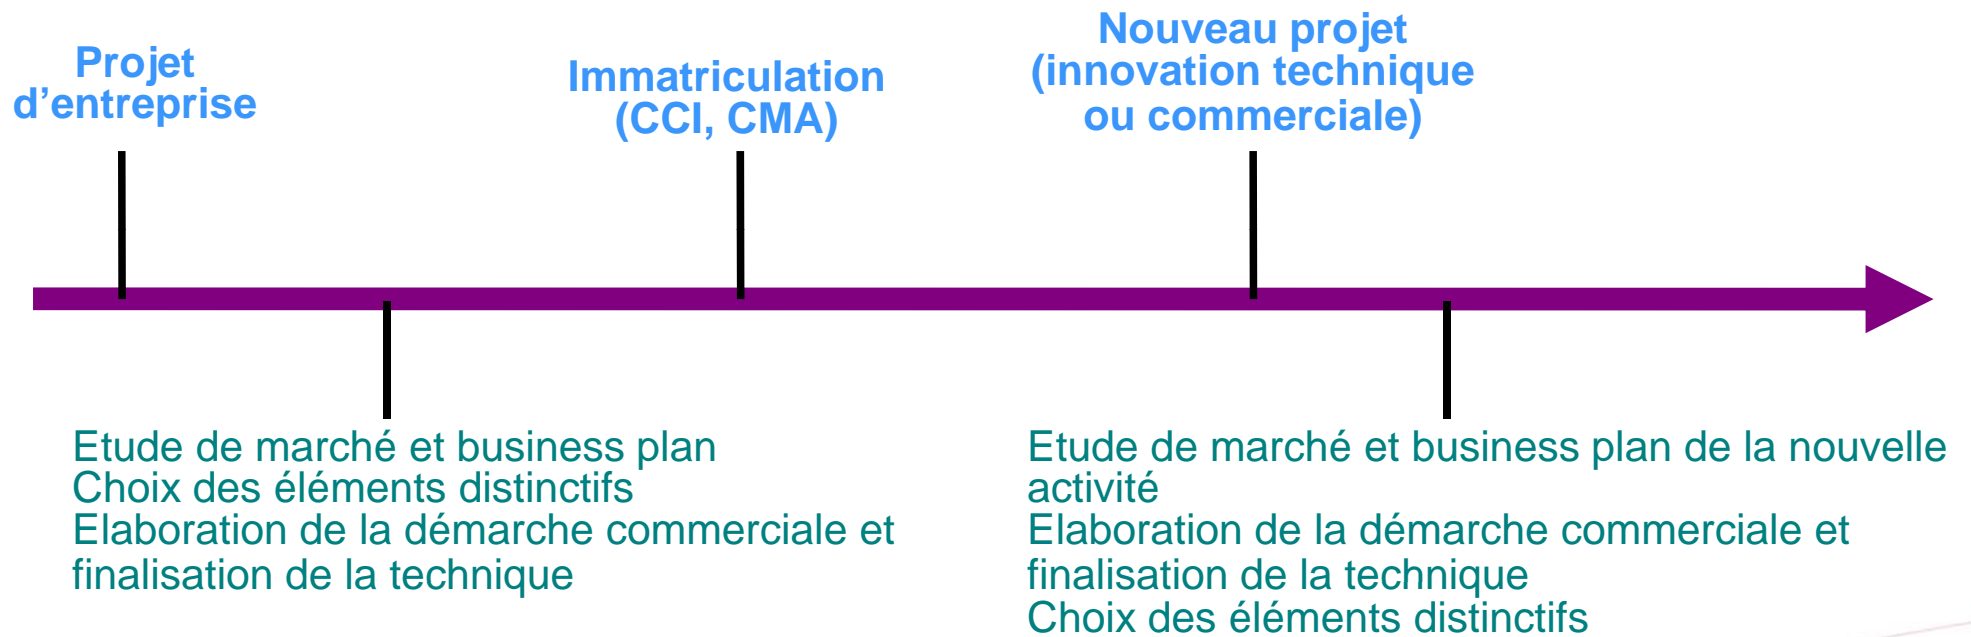 Projet
d’entreprise
Immatriculation
(CCI, CMA)
Nouveau projet
(innovation technique
ou commerciale)
Etude de marché et business plan
Choix des éléments distinctifs
Elaboration de la démarche commerciale et
finalisation de la technique
Etude de marché et business plan de la nouvelle
activité
Elaboration de la démarche commerciale et
finalisation de la technique
Choix des éléments distinctifs